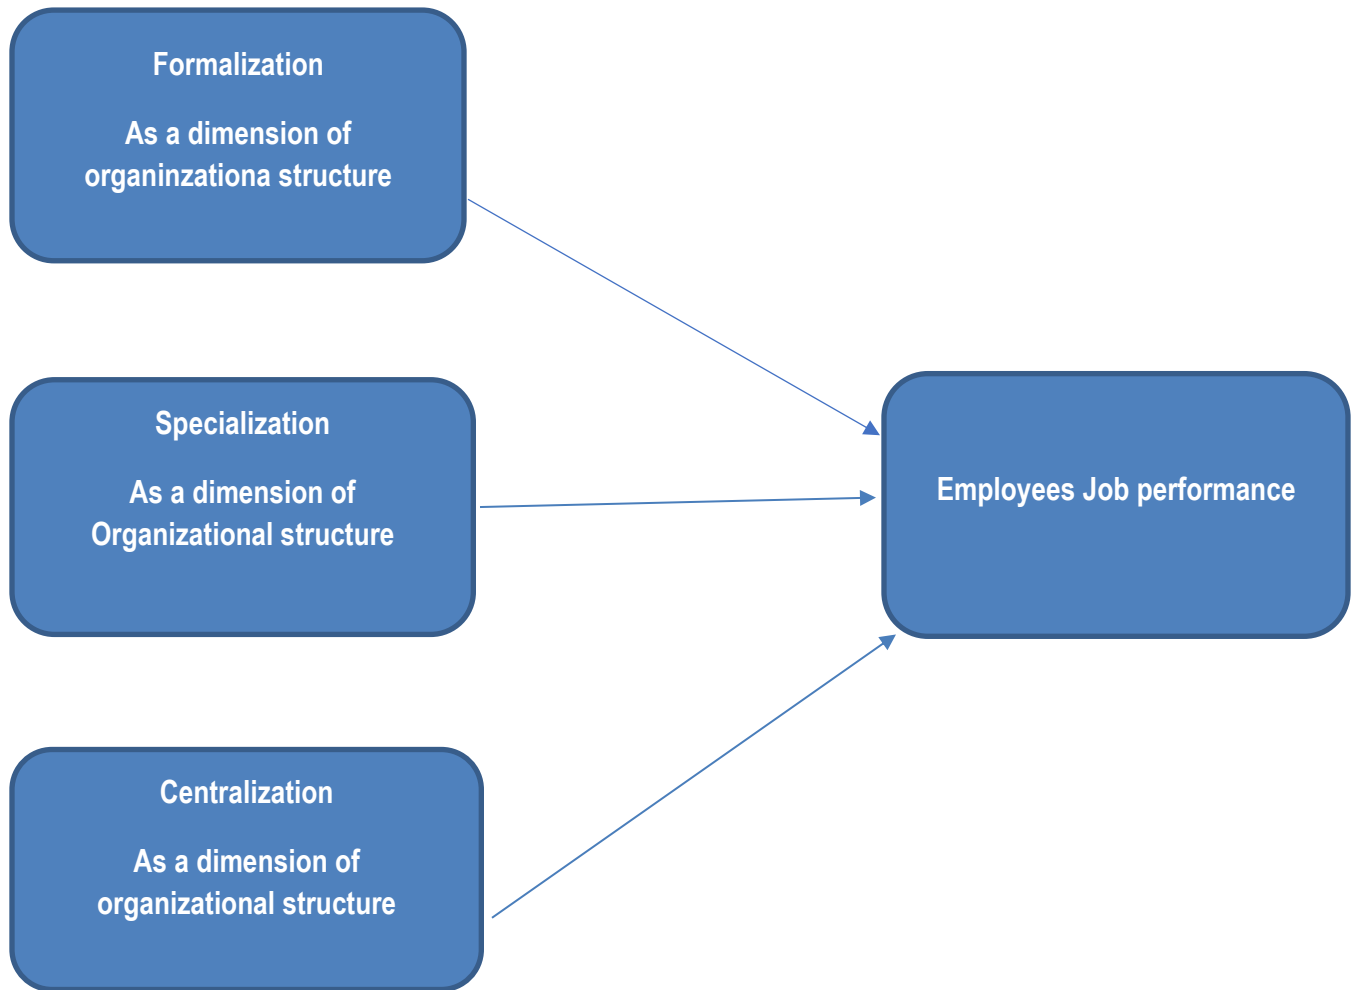 Formalization
As a dimension of
organinzationa structure
Specialization
As a dimension of
Organizational structure
Employees Job performance
Centralization
As a dimension of
organizational structure